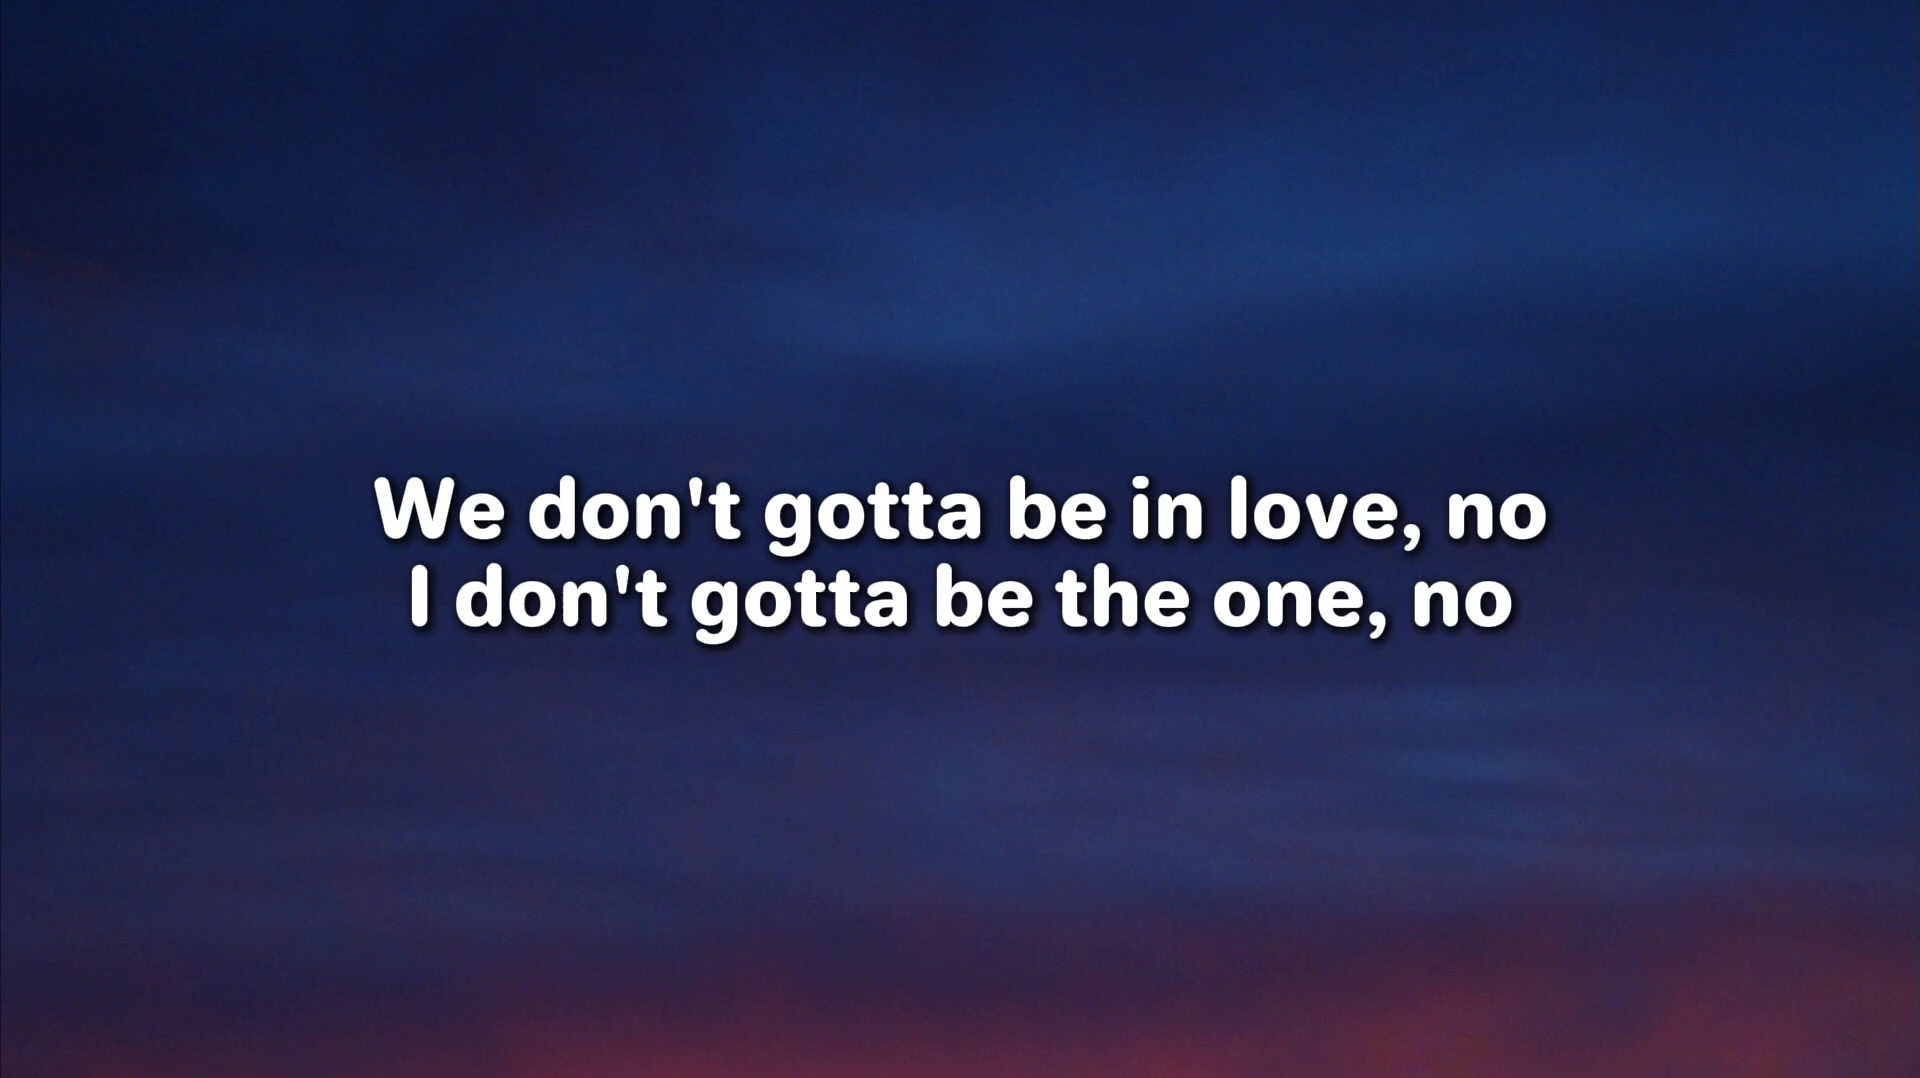 We don't gotta be in love, no
I don't gotta be the one, no